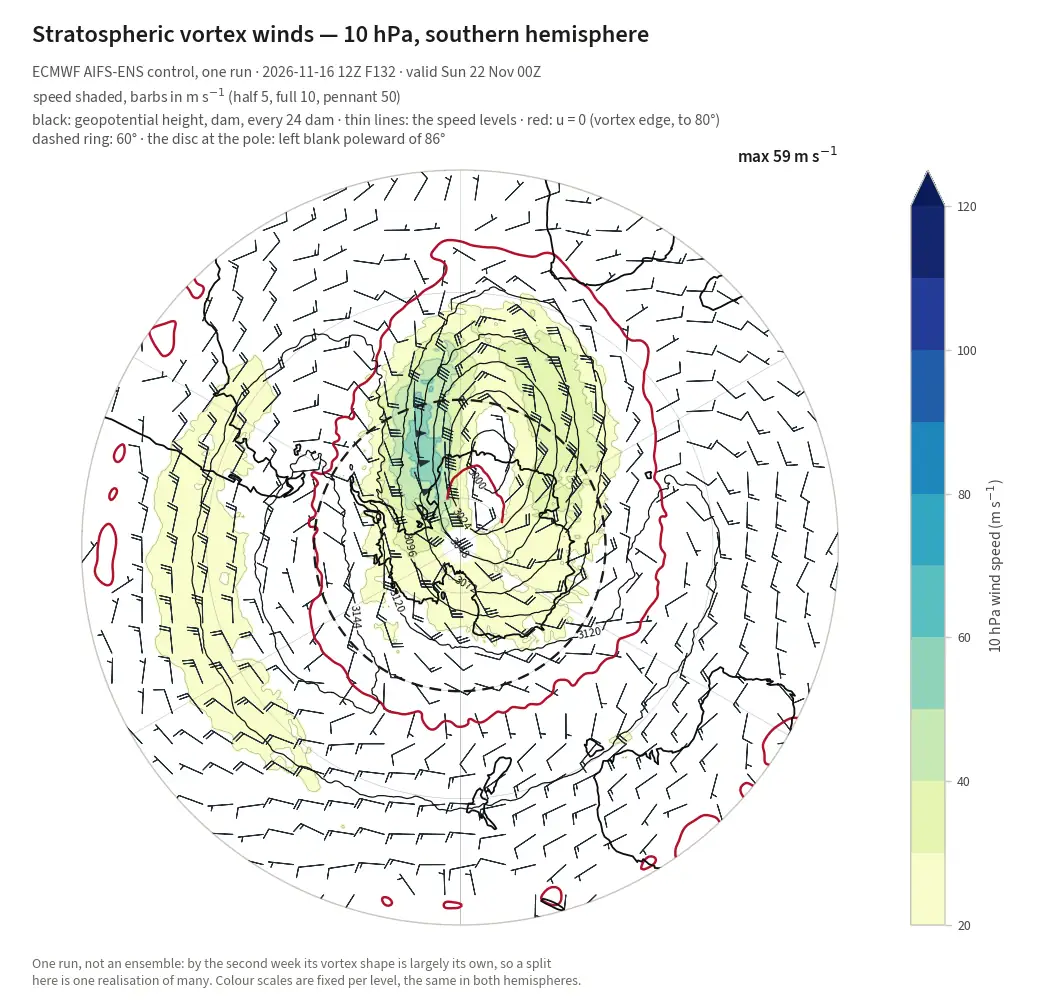 Stratospheric vortex winds — 10 hPa, southern hemisphere
ECMWF AIFS-ENS control, one run · 2026-11-16 12Z F132 · valid Sun 22 Nov 00Z
speed shaded, barbs in m s⁻¹ (half 5, full 10, pennant 50)
black: geopotential height, dam, every 24 dam · thin lines: the speed levels · red: u = 0 (vortex edge, to 80°)
dashed ring: 60° · the disc at the pole: left blank poleward of 86°
max 59 m s⁻¹
120
100
80
60
40
20
10 hPa wind speed (m s⁻¹)
3096
3120
3144
3120
One run, not an ensemble: by the second week its vortex shape is largely its own, so a split
here is one realisation of many. Colour scales are fixed per level, the same in both hemispheres.